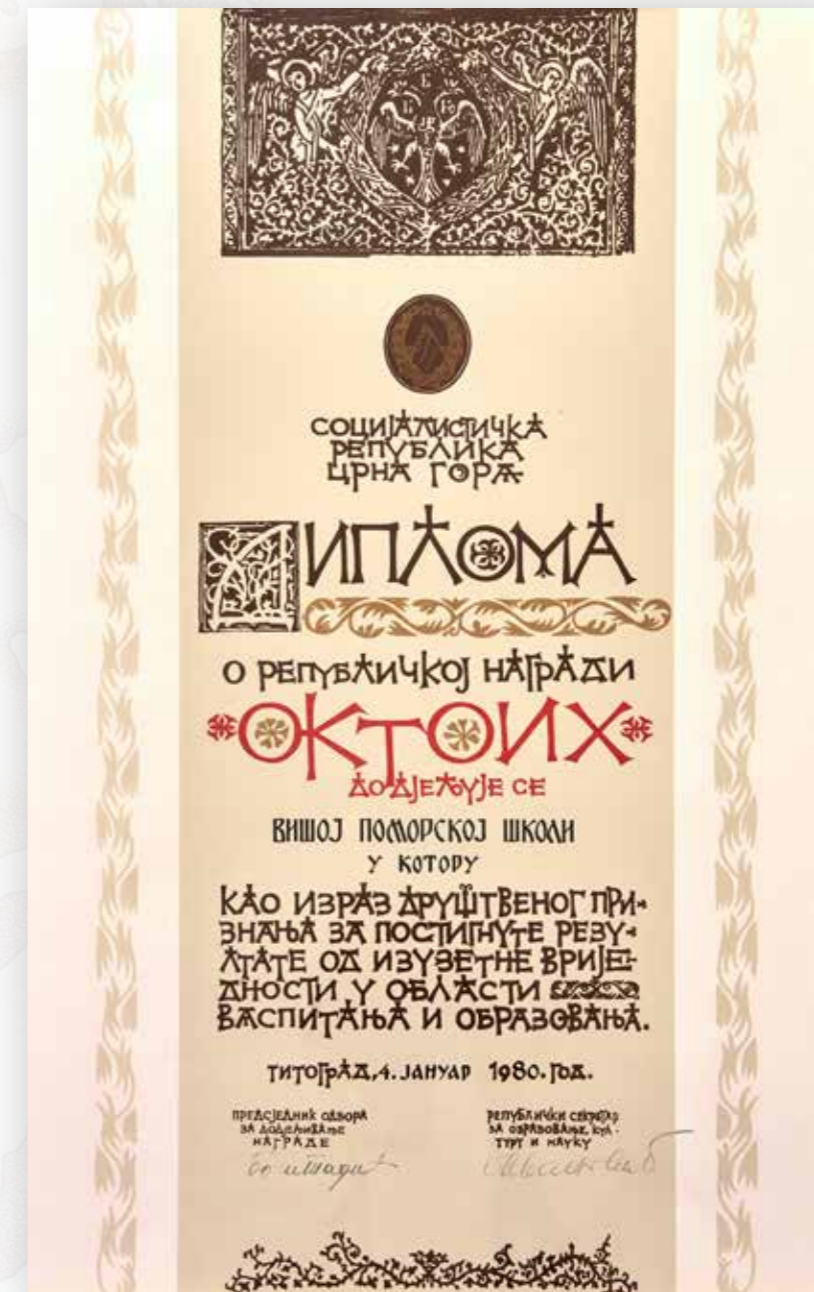 СОЦИЈАЛИСТИЧКА
РЕПУБЛИКА
ЦРНА ГОРА
ДИПЛОМА
О РЕПУБЛИЧКОЈ НАГРАДИ
ОКТОИХ
ДОДЈЕЉУЈЕ СЕ
ВИШОЈ ПОМОРСКОЈ ШКОЛИ
У КОТОРУ
КАО ИЗРАЗ ДРУШТВЕНОГ ПРИ-
ЗНАЊА ЗА ПОСТИГНУТЕ РЕЗУ-
ЛТАТЕ ОД ИЗУЗЕТНЕ ВРИЈЕ-
ДНОСТИ У ОБЛАСТИ
ВАСПИТАЊА И ОБРАЗОВАЊА.
ТИТОГРАД, 4. ЈАНУАР 1980. ГОД.
ПРЕДСЈЕДНИК ОДБОРА
ЗА ДОДЈЕЉИВАЊЕ
НАГРАДЕ
РЕПУБЛИЧКИ СЕКРЕТАР
ЗА ОБРАЗОВАЊЕ, КУЛ-
ТУРУ И НАУКУ